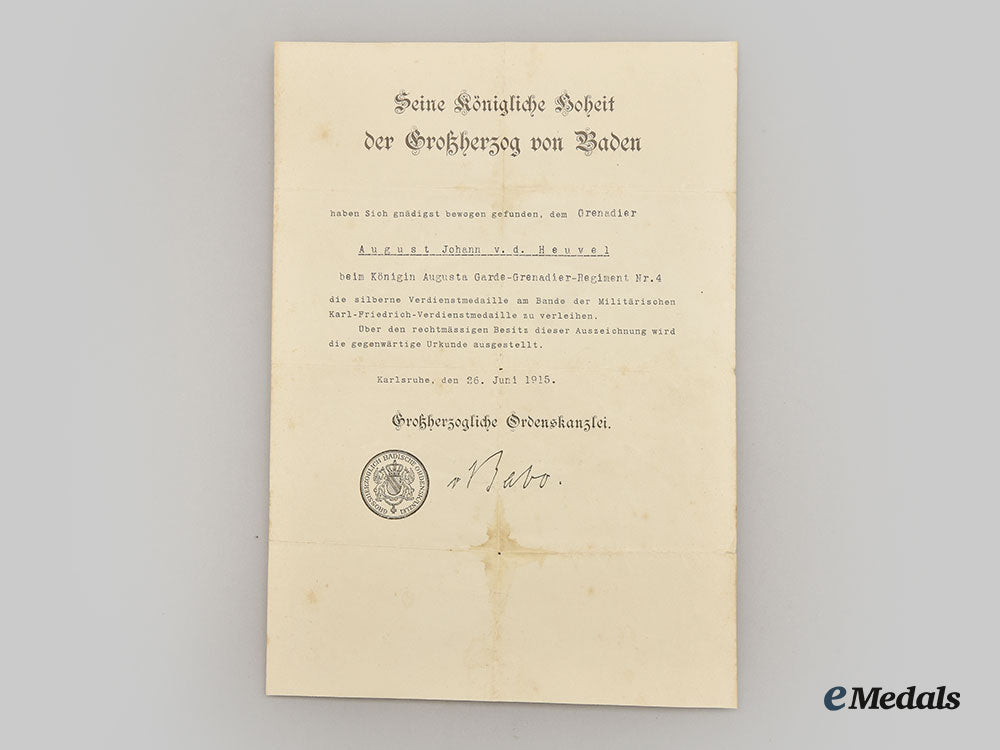 Seine Königliche Hoheit
der Großherzog von Baden
haben Sich gnädigst bewogen gefunden, dem Grenadier
August Johann v. d. Heuvel
beim Königin Augusta Garde-Grenadier-Regiment Nr.4
die silberne Verdienstmedaille am Bande der Militärischen
Karl-Friedrich-Verdienstmedaille zu verleihen.
Über den rechtmässigen Besitz dieser Auszeichnung wird
die gegenwärtige Urkunde ausgestellt.
Karlsruhe, den 26. Juni 1915.
Großherzogliche Ordenskanzlei.
GROSSHERZOGLICH BADISCHE ORDENSKANZLEI
v Babo.
eMedals